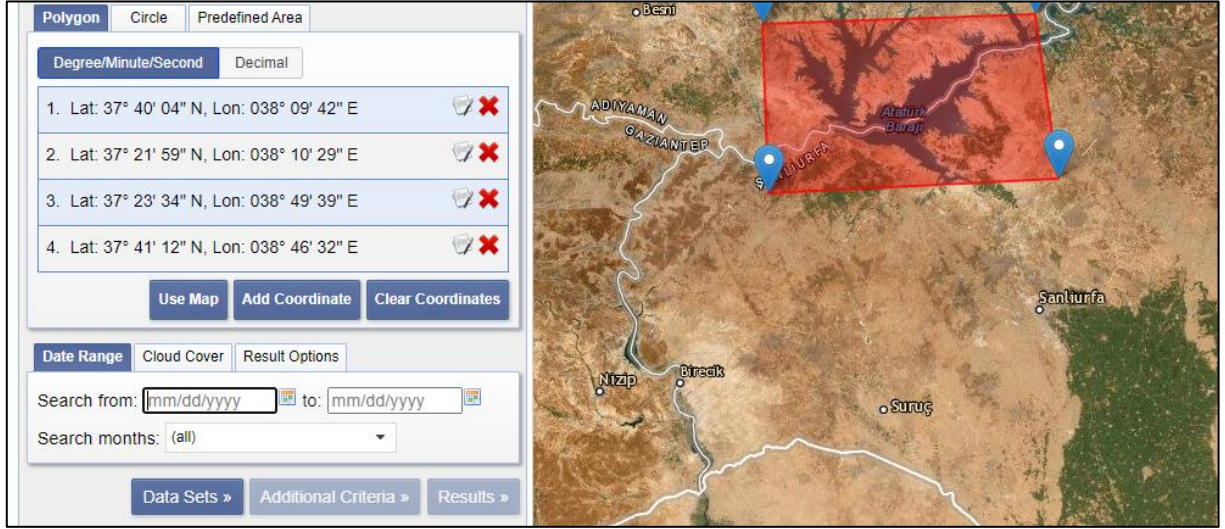 Polygon Circle Predefined Area
Degree/Minute/Second Decimal
1. Lat: 37° 40' 04" N, Lon: 038° 09' 42" E
2. Lat: 37° 21' 59" N, Lon: 038° 10' 29" E
3. Lat: 37° 23' 34" N, Lon: 038° 49' 39" E
4. Lat: 37° 41' 12" N, Lon: 038° 46' 32" E
Use Map Add Coordinate Clear Coordinates
Date Range Cloud Cover Result Options
Search from: mm/dd/yyyy to: mm/dd/yyyy
Search months: (all)
Data Sets » Additional Criteria » Results »
Besni
ADIYAMAN
GAZIANTEP
Atatürk
Barajı
Sanliurfa
Nizip
Birecik
Suruç